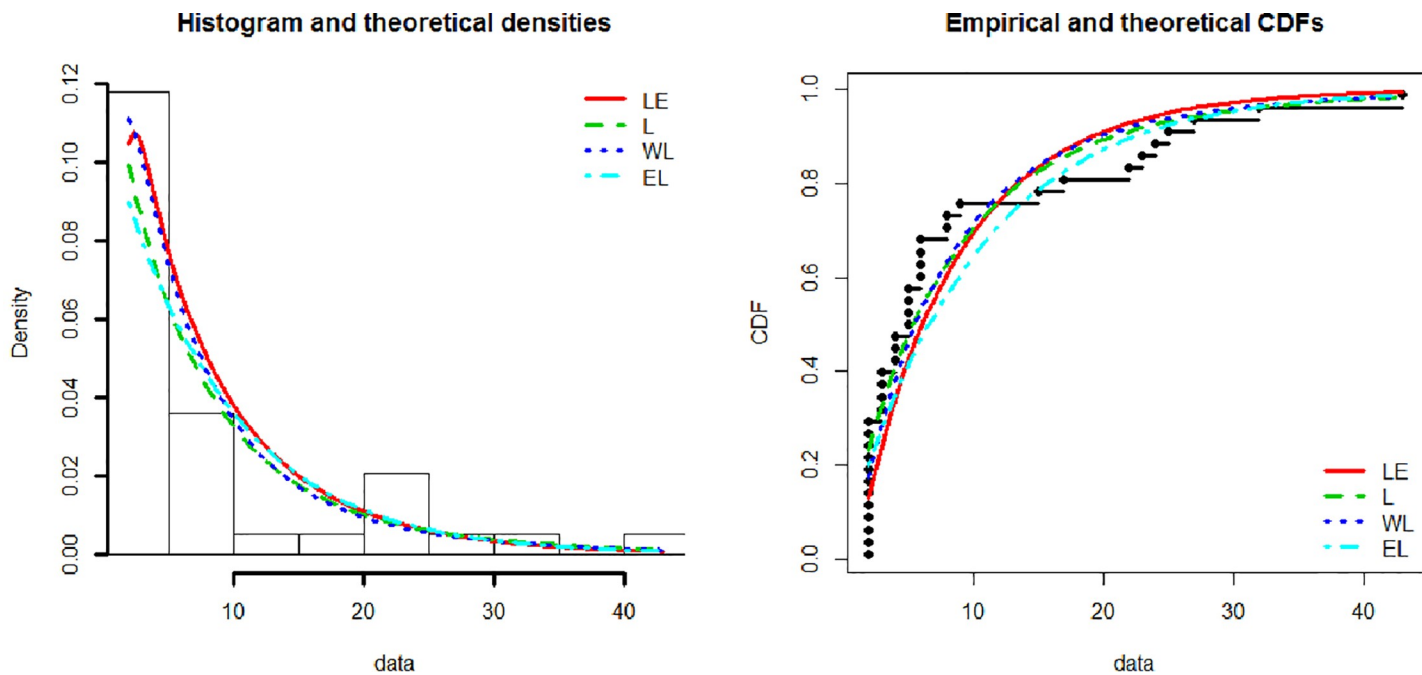 Histogram and theoretical densities
LE
L
WL
EL
0.12
0.10
0.08
0.06
0.04
0.02
0.00
Density
10 20 30 40
data
Empirical and theoretical CDFs
1.0
0.8
0.6
0.4
0.2
0.0
CDF
LE
L
WL
EL
10 20 30 40
data